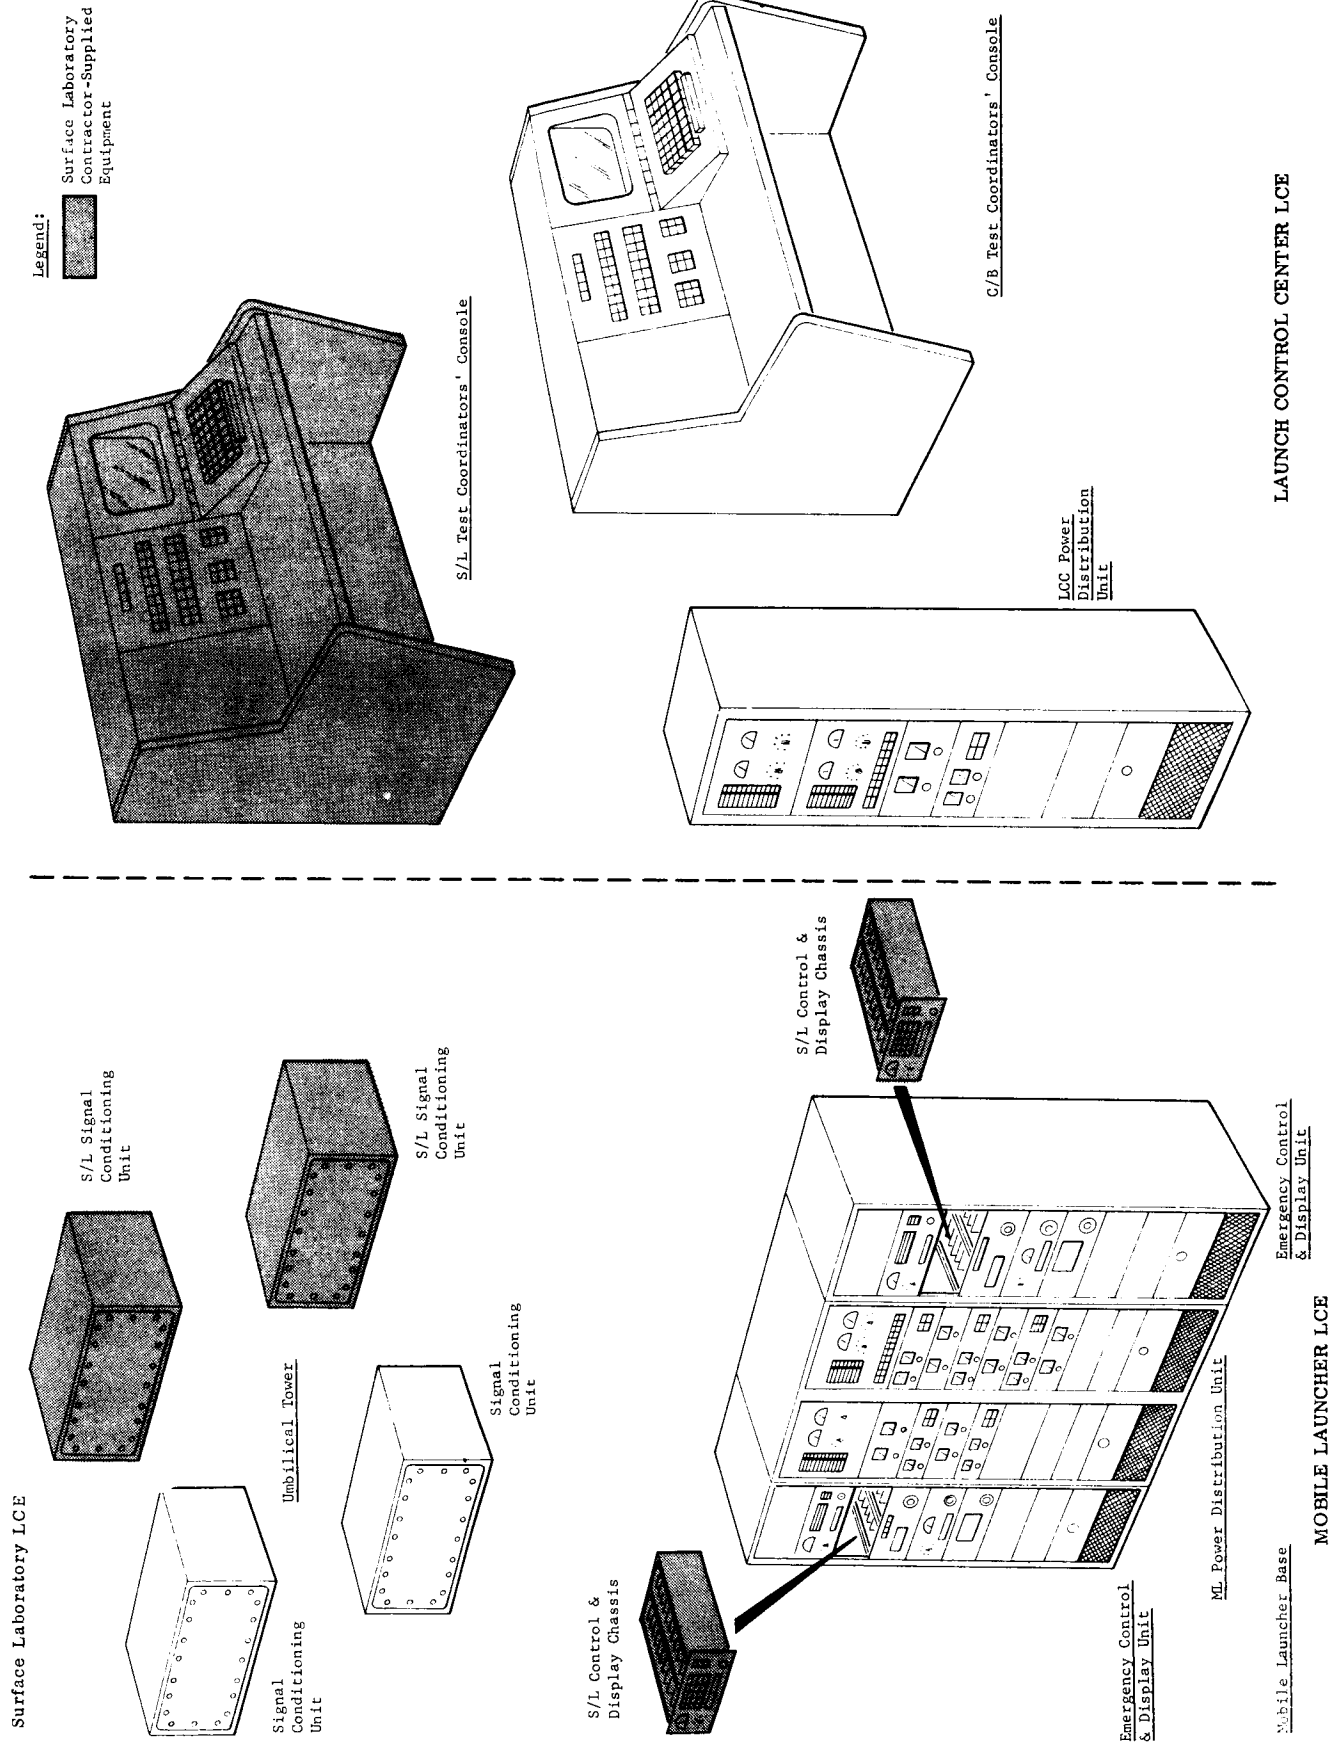 Surface Laboratory LCE
Legend:
Surface Laboratory
Contractor-Supplied
Equipment
S/L Signal
Conditioning
Unit
S/L Signal
Conditioning
Unit
Signal
Conditioning
Unit
Umbilical Tower
Signal
Conditioning
Unit
S/L Control &
Display Chassis
S/L Control &
Display Chassis
Emergency Control
& Display Unit
ML Power Distribution Unit
Emergency Control
& Display Unit
Mobile Launcher Base
MOBILE LAUNCHER LCE
S/L Test Coordinators' Console
C/B Test Coordinators' Console
LCC Power
Distribution
Unit
LAUNCH CONTROL CENTER LCE